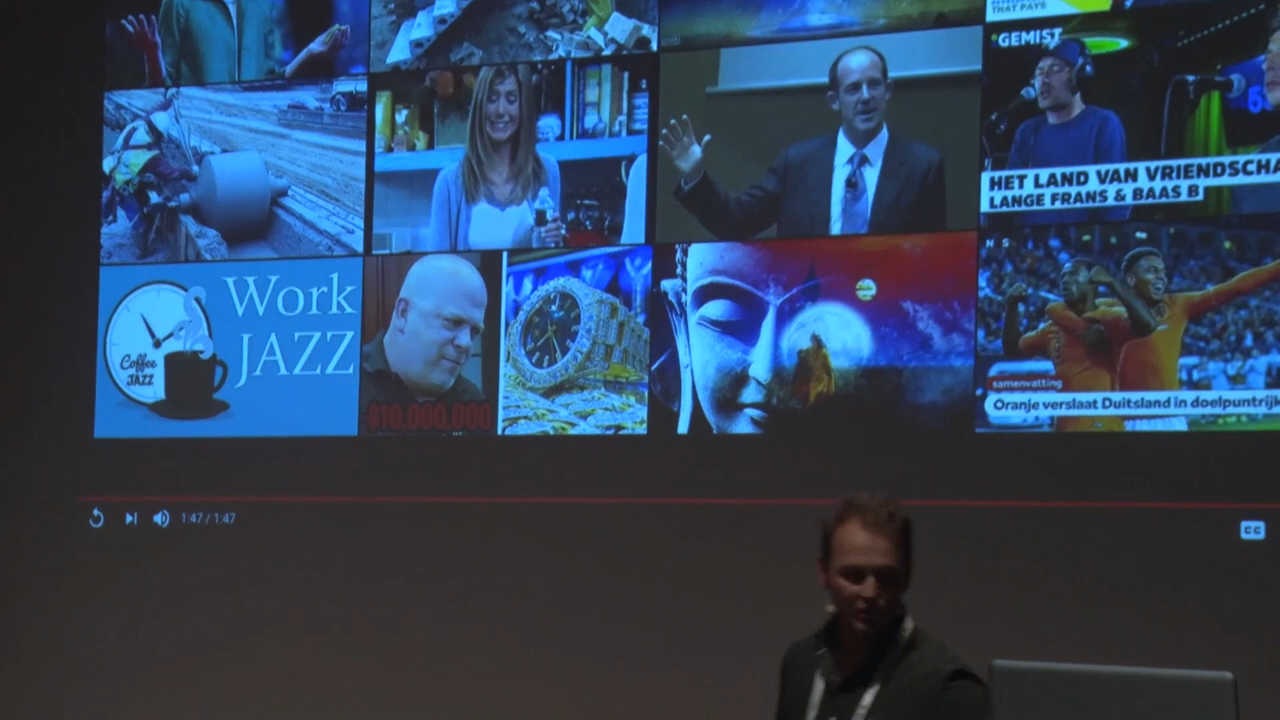 THAT PAYS
GEMIST
HET LAND VAN VRIENDSCHA
LANGE FRANS & BAAS B
Work
JAZZ
Coffee
JAZZ
$10,000,000
samenvatting
Oranje verslaat Duitsland in doelpuntrijk
1:47 / 1:47
CC